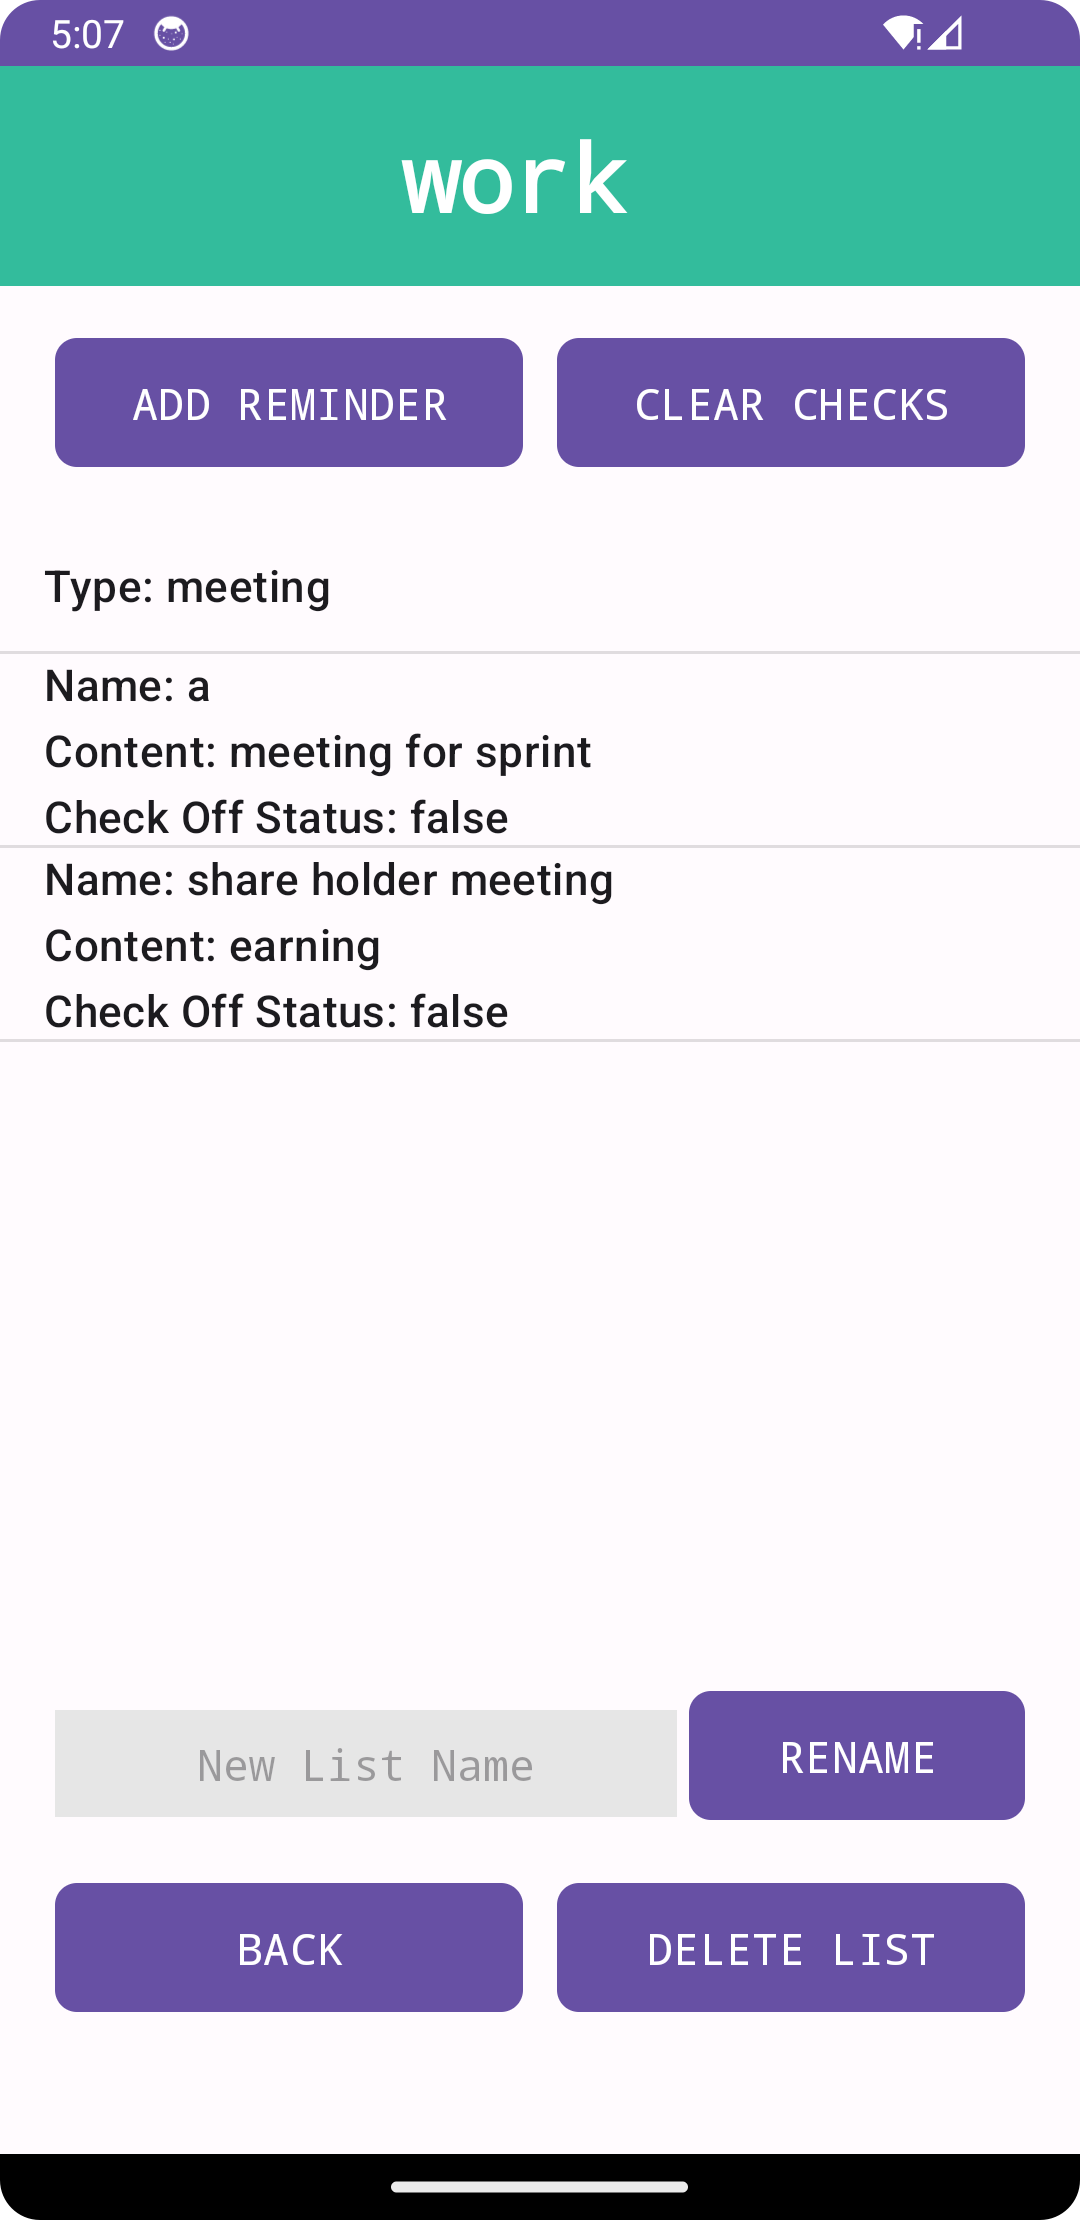 5:07
work
ADD REMINDER
CLEAR CHECKS
Type: meeting
Name: a
Content: meeting for sprint
Check Off Status: false
Name: share holder meeting
Content: earning
Check Off Status: false
New List Name
RENAME
BACK
DELETE LIST